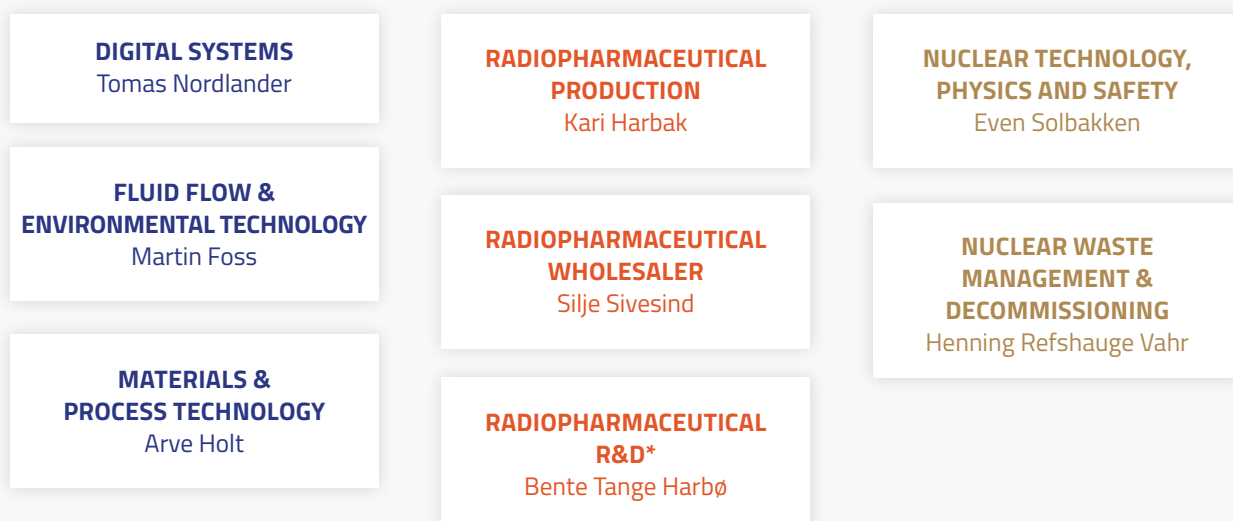 DIGITAL SYSTEMS
Tomas Nordlander
FLUID FLOW &
ENVIRONMENTAL TECHNOLOGY
Martin Foss
MATERIALS &
PROCESS TECHNOLOGY
Arve Holt
RADIOPHARMACEUTICAL
PRODUCTION
Kari Harbak
RADIOPHARMACEUTICAL
WHOLESALER
Silje Sivesind
RADIOPHARMACEUTICAL
R&D*
Bente Tange Harbø
NUCLEAR TECHNOLOGY,
PHYSICS AND SAFETY
Even Solbakken
NUCLEAR WASTE
MANAGEMENT &
DECOMMISSIONING
Henning Refshauge Vahr